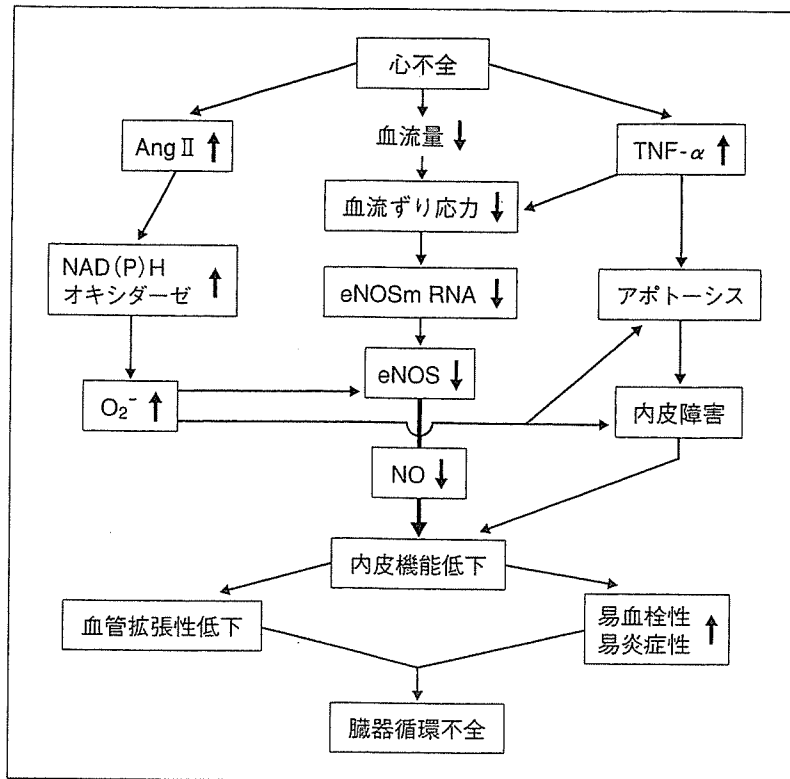 心不全
Ang Ⅱ ↑
血流量 ↓
TNF-α ↑
血流ずり応力 ↓
NAD(P)H
オキシダーゼ ↑
eNOSm RNA ↓
アポトーシス
O₂⁻ ↑
eNOS ↓
内皮障害
NO ↓
内皮機能低下
血管拡張性低下
易血栓性
易炎症性 ↑
臓器循環不全